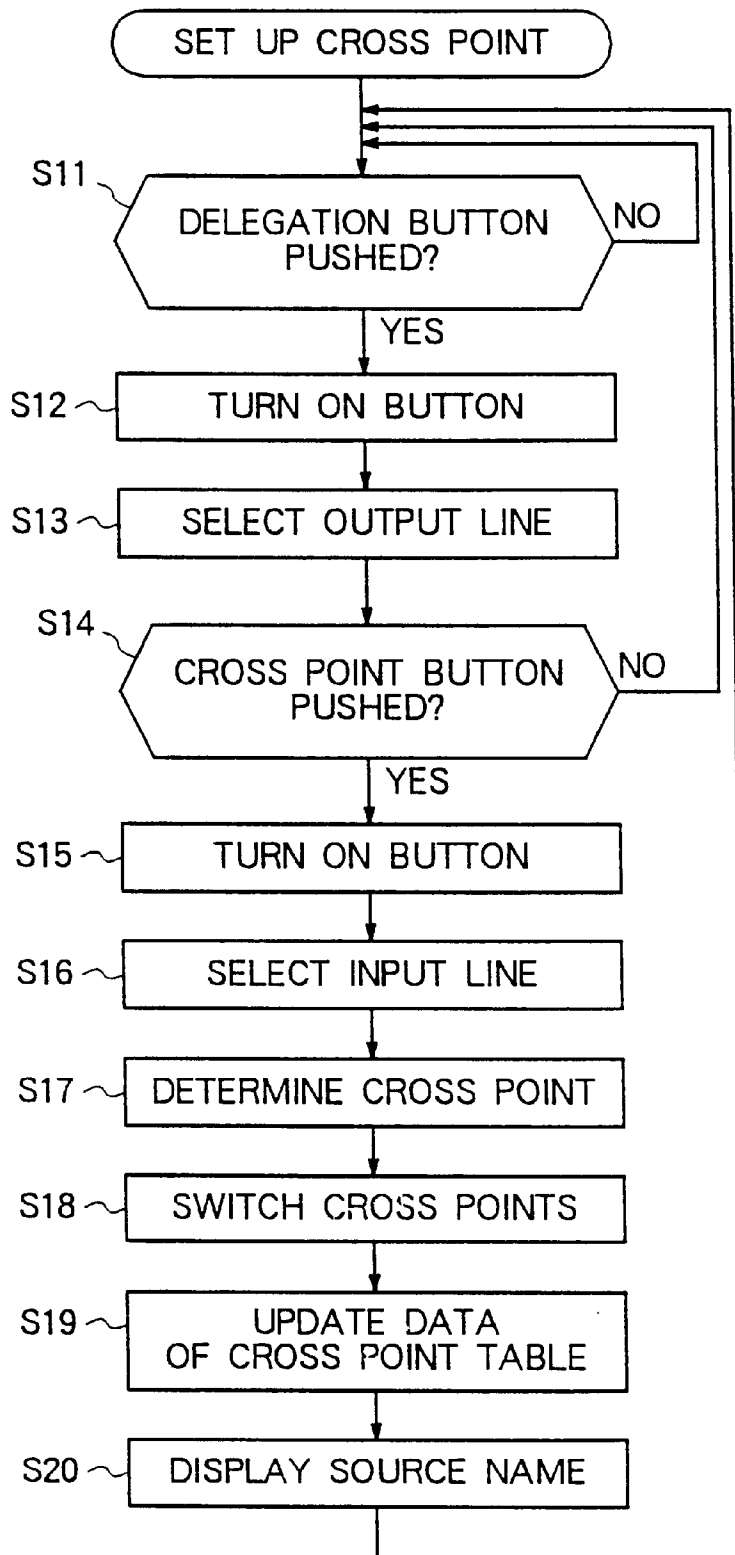 SET UP CROSS POINT
S11
DELEGATION BUTTON
PUSHED?
NO
YES
S12
TURN ON BUTTON
S13
SELECT OUTPUT LINE
S14
CROSS POINT BUTTON
PUSHED?
NO
YES
S15
TURN ON BUTTON
S16
SELECT INPUT LINE
S17
DETERMINE CROSS POINT
S18
SWITCH CROSS POINTS
S19
UPDATE DATA
OF CROSS POINT TABLE
S20
DISPLAY SOURCE NAME